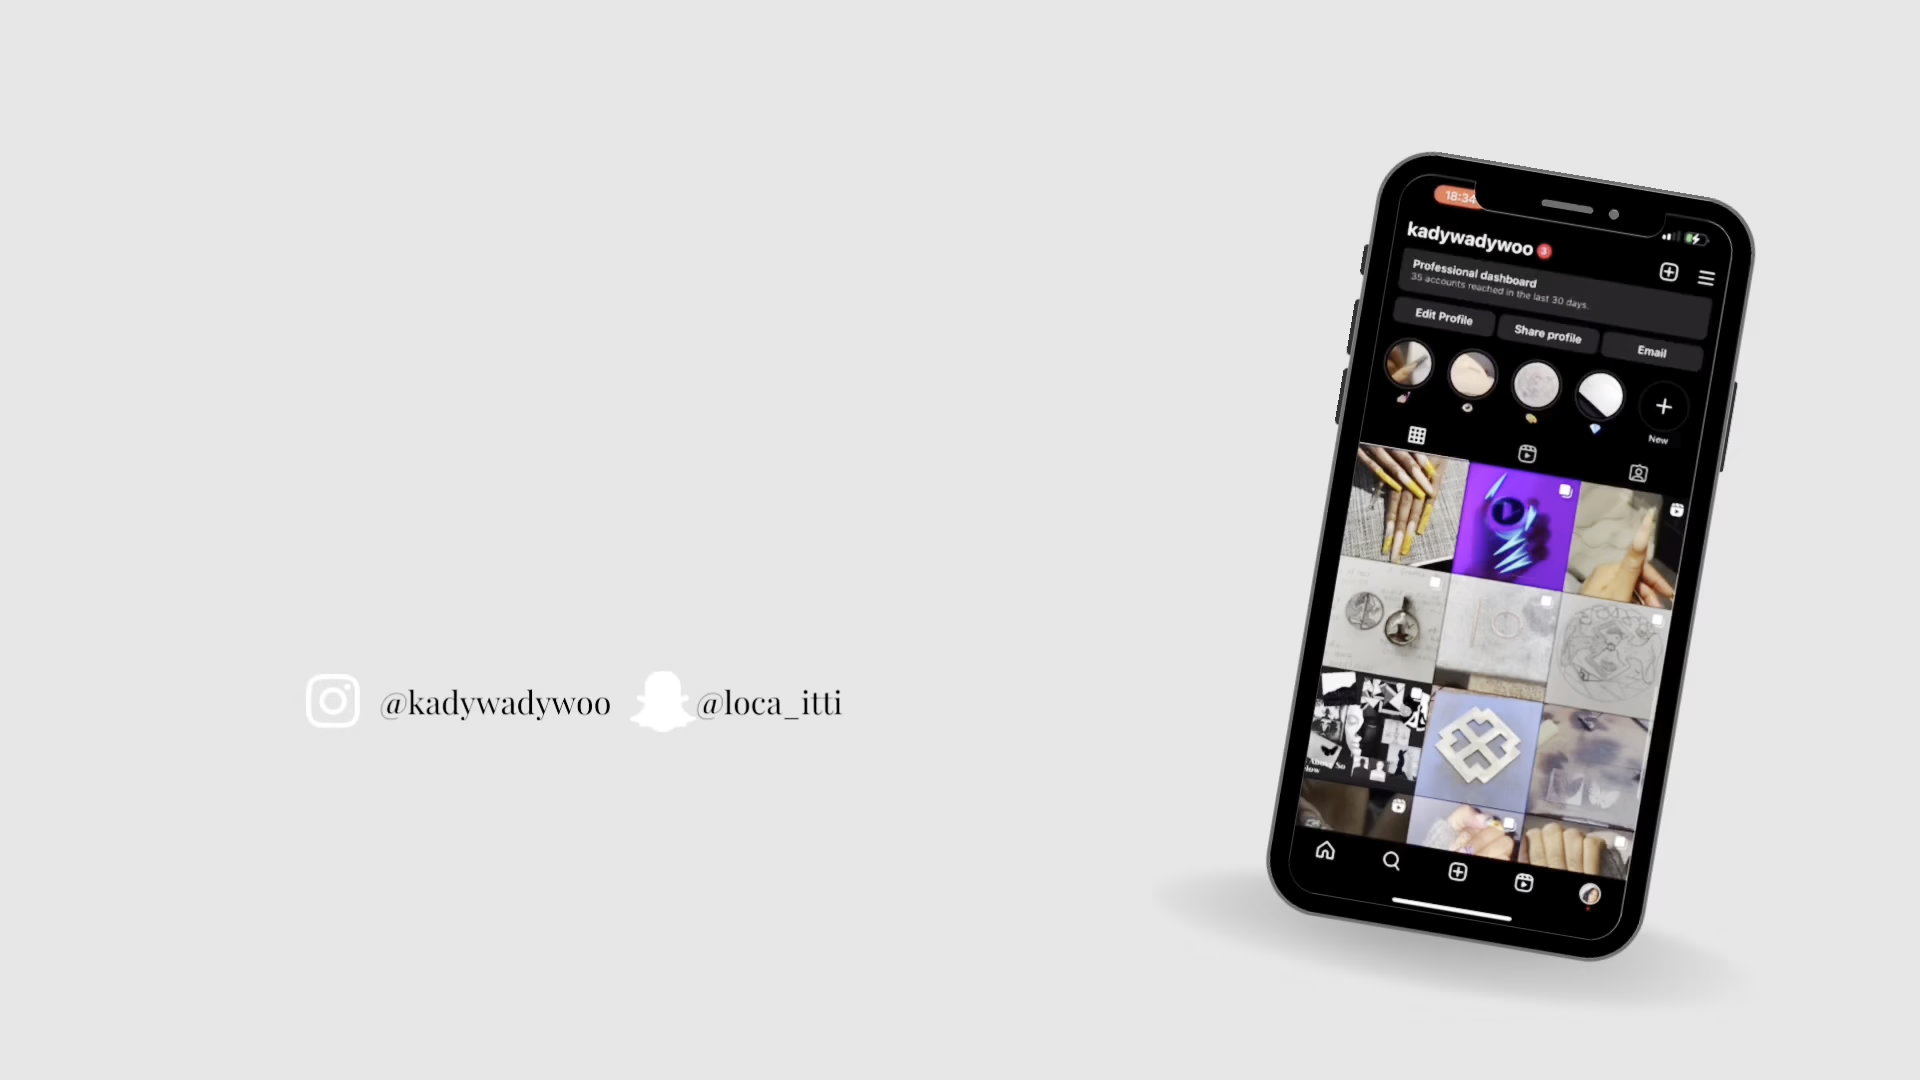 18:34
kadywadywoo 3
Professional dashboard
35 accounts reached in the last 30 days.
Edit Profile
Share profile
Email
New
@kadywadywoo
@loca_itti